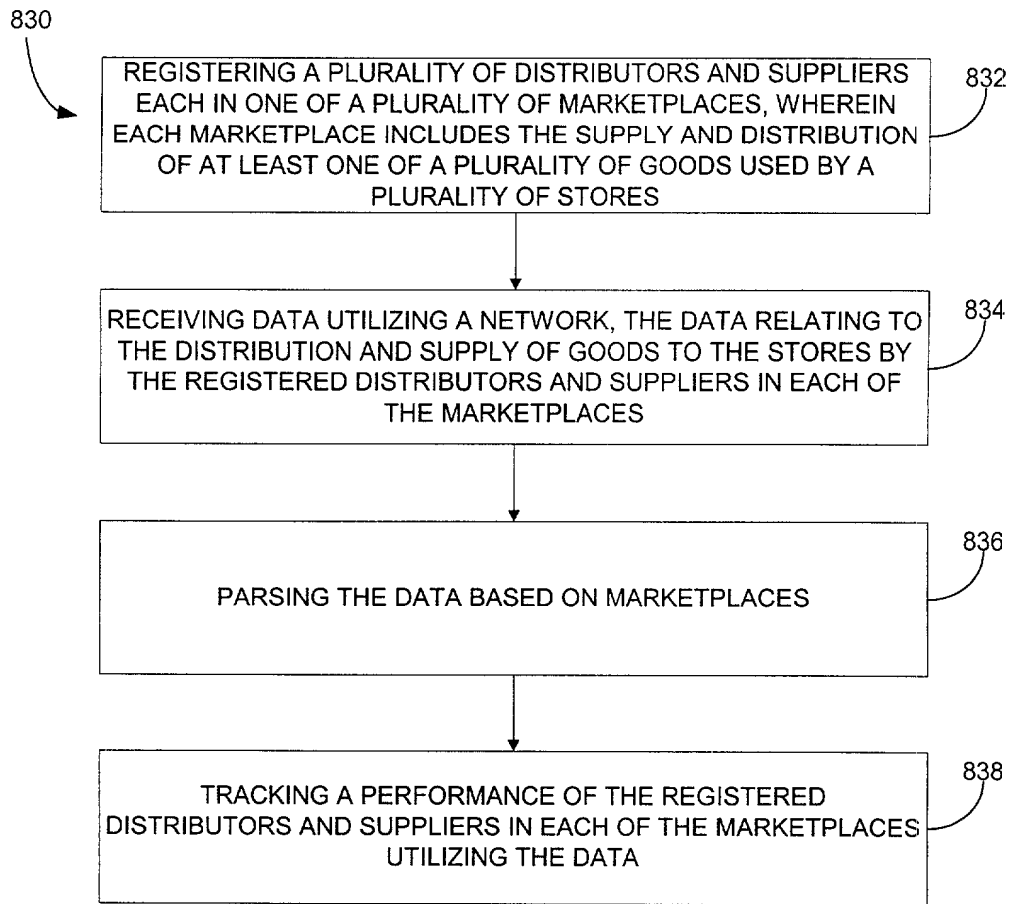 830
REGISTERING A PLURALITY OF DISTRIBUTORS AND SUPPLIERS
EACH IN ONE OF A PLURALITY OF MARKETPLACES, WHEREIN
EACH MARKETPLACE INCLUDES THE SUPPLY AND DISTRIBUTION
OF AT LEAST ONE OF A PLURALITY OF GOODS USED BY A
PLURALITY OF STORES
832
RECEIVING DATA UTILIZING A NETWORK, THE DATA RELATING TO
THE DISTRIBUTION AND SUPPLY OF GOODS TO THE STORES BY
THE REGISTERED DISTRIBUTORS AND SUPPLIERS IN EACH OF
THE MARKETPLACES
834
PARSING THE DATA BASED ON MARKETPLACES
836
TRACKING A PERFORMANCE OF THE REGISTERED
DISTRIBUTORS AND SUPPLIERS IN EACH OF THE MARKETPLACES
UTILIZING THE DATA
838